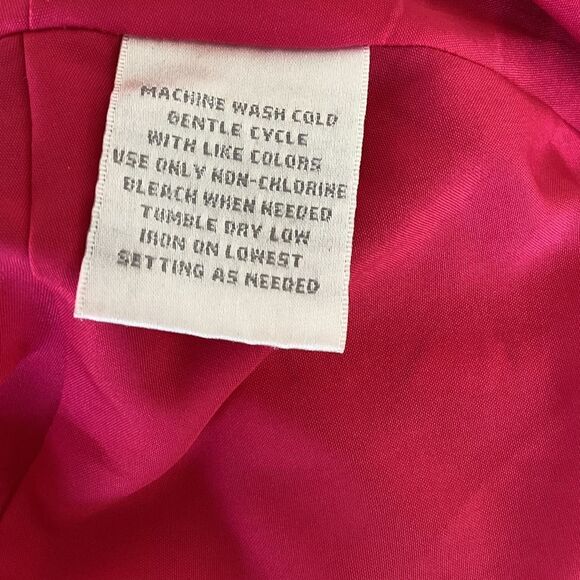 MACHINE WASH COLD
GENTLE CYCLE
WITH LIKE COLORS
USE ONLY NON-CHLORINE
BLEACH WHEN NEEDED
TUMBLE DRY LOW
IRON ON LOWEST
SETTING AS NEEDED